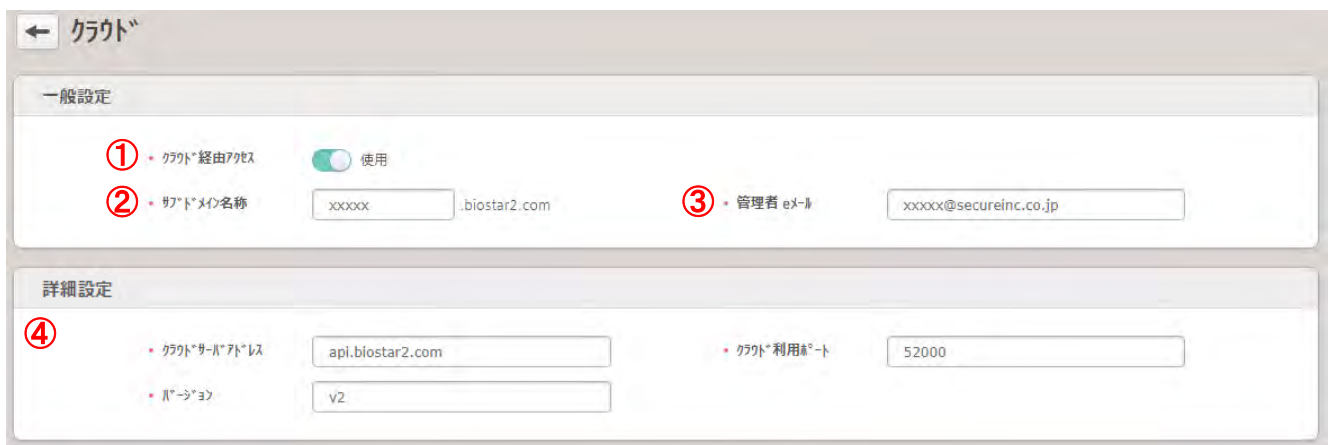 ← ｸﾗｳﾄﾞ
一般設定
① • ｸﾗｳﾄﾞ経由ｱｸｾｽ 使用
② • ｻﾌﾞﾄﾞﾒｲﾝ名称 xxxxx .biostar2.com ③ • 管理者 eﾒｰﾙ xxxxx@secureinc.co.jp
詳細設定
④
• ｸﾗｳﾄﾞｻｰﾊﾞｱﾄﾞﾚｽ api.biostar2.com • ｸﾗｳﾄﾞ利用ﾎﾟｰﾄ 52000
• ﾊﾞｰｼﾞｮﾝ v2